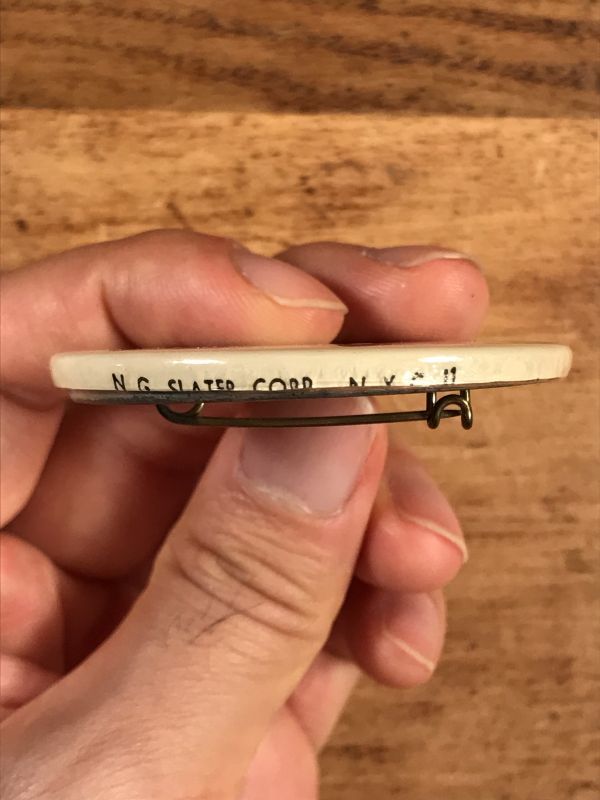 N.G. SLATER CORP. N.Y.C. 11